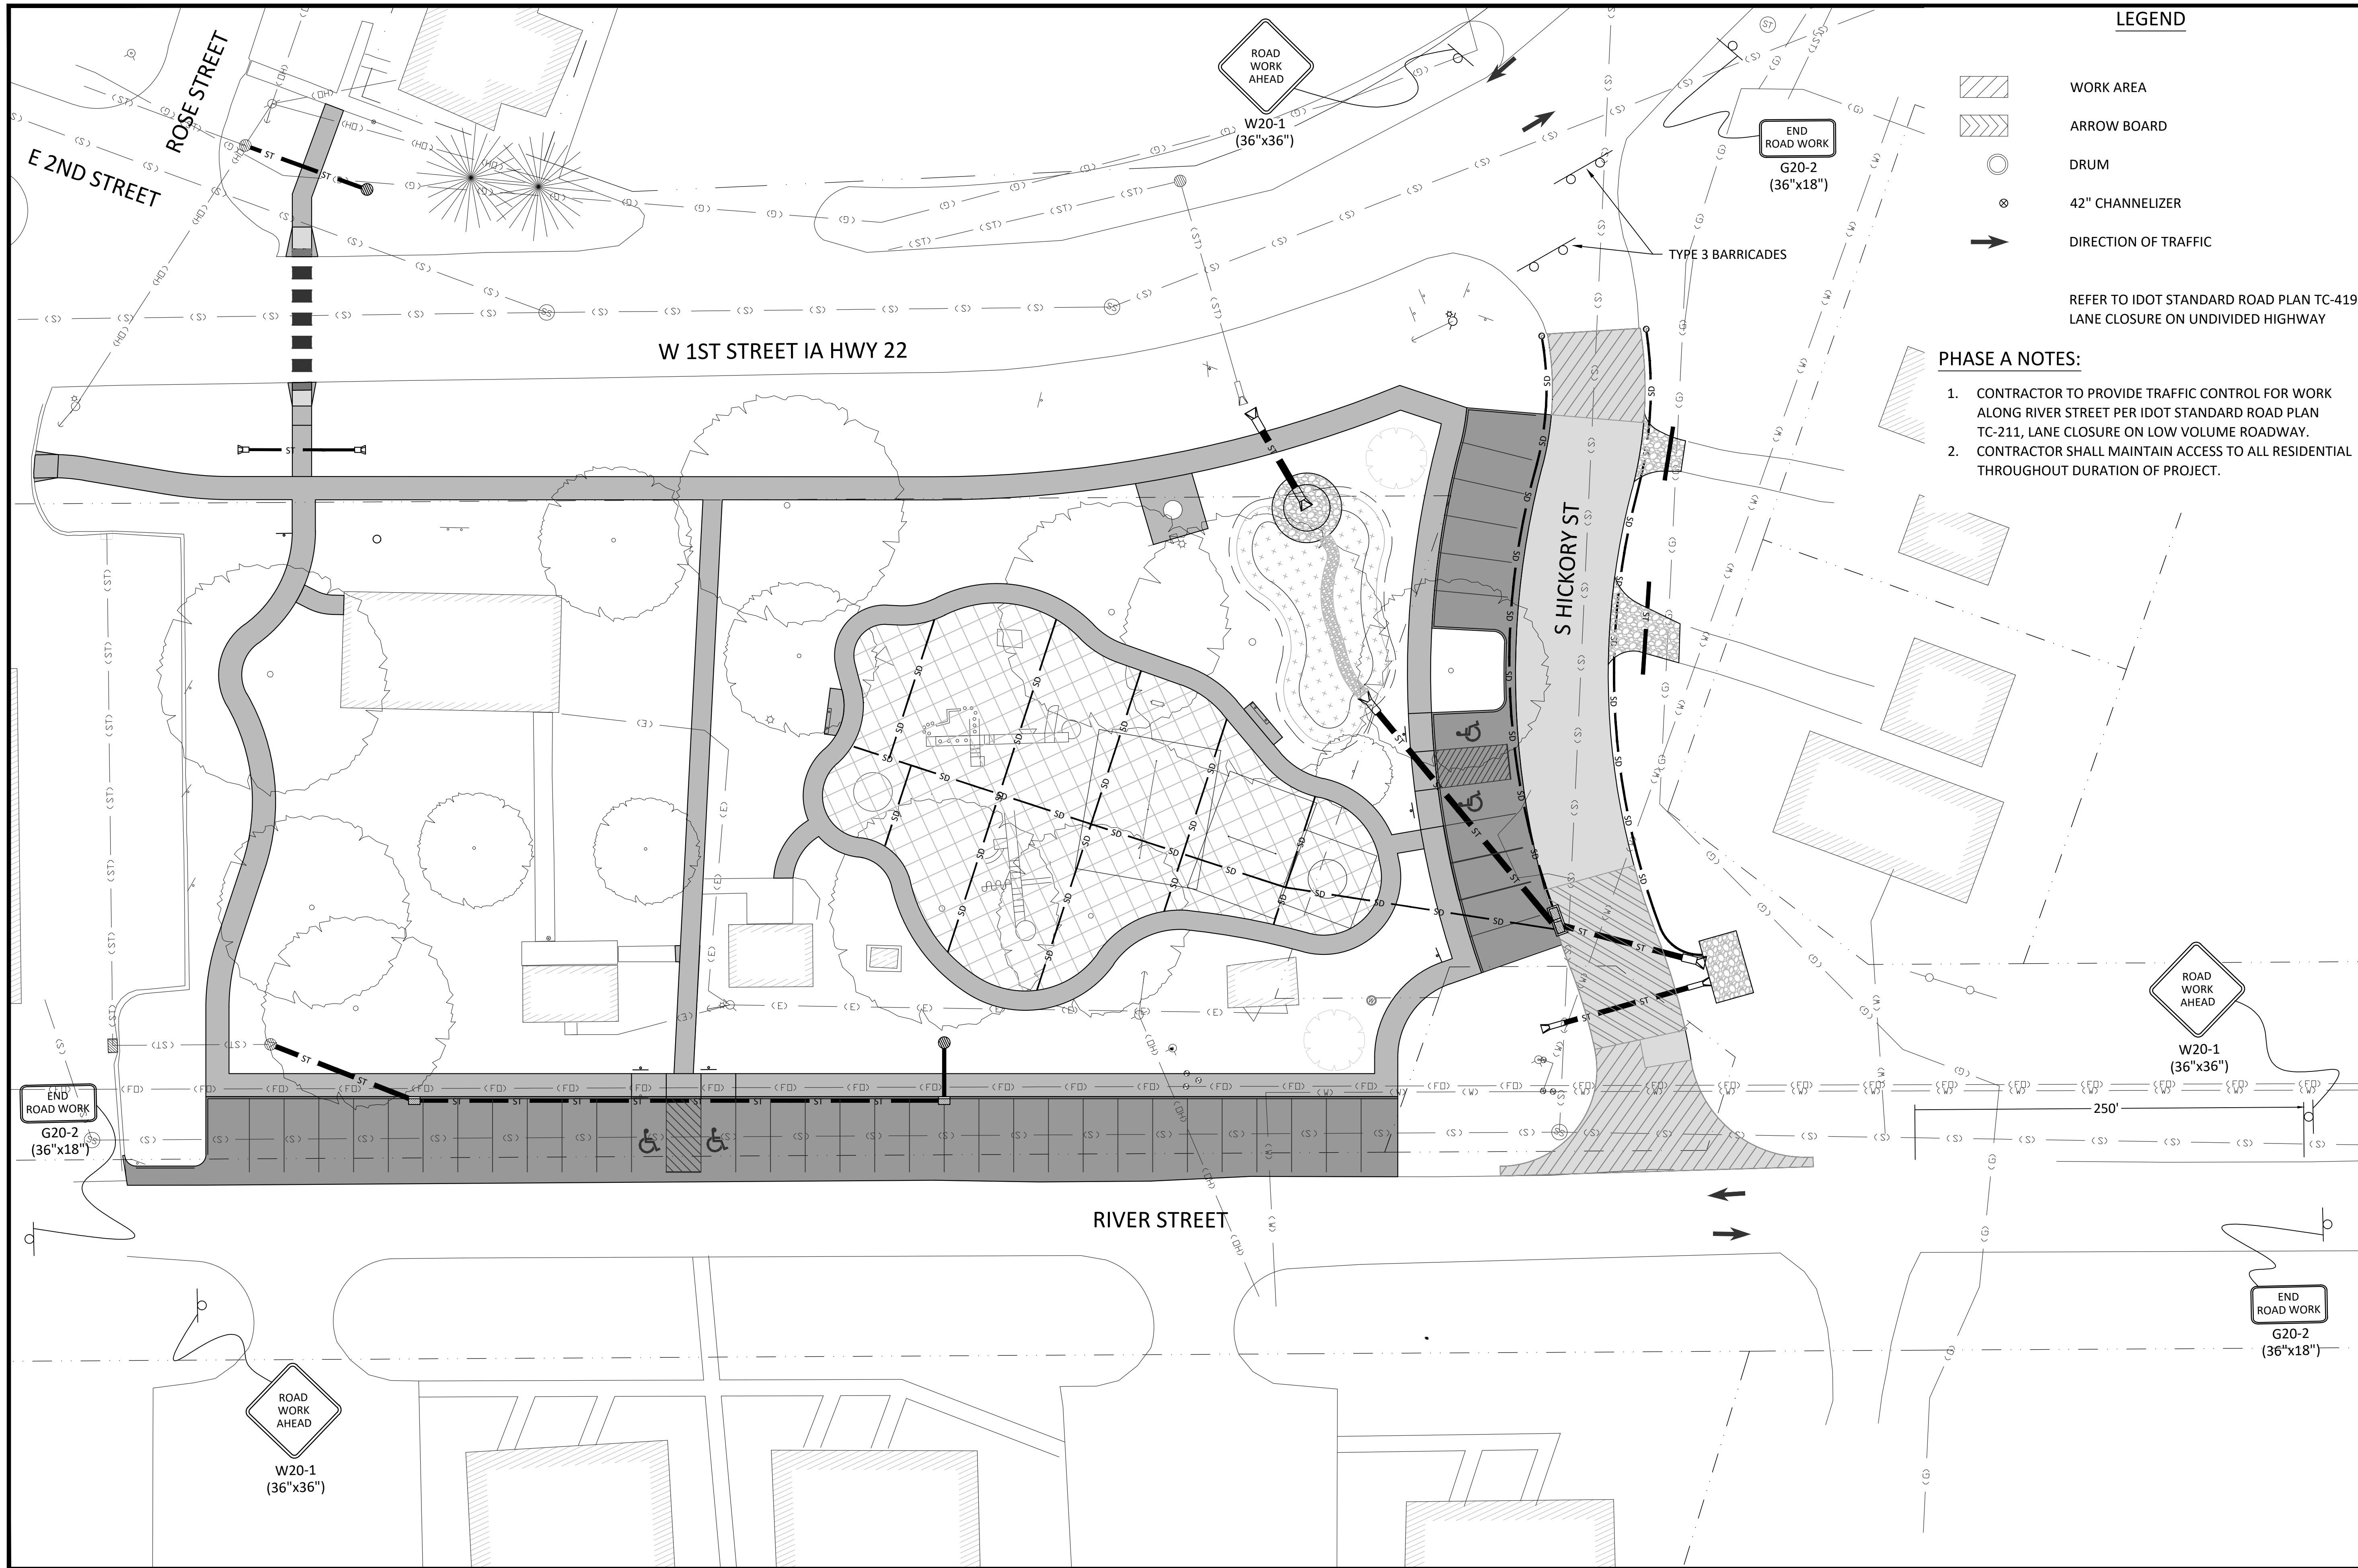 ROSE STREET
E 2ND STREET
ROAD
WORK
AHEAD
W20-1
(36"x36")
END
ROAD WORK
G20-2
(36"x18")
TYPE 3 BARRICADES
W 1ST STREET IA HWY 22
S HICKORY ST
LEGEND
WORK AREA
ARROW BOARD
DRUM
42" CHANNELIZER
DIRECTION OF TRAFFIC
REFER TO IDOT STANDARD ROAD PLAN TC-419
LANE CLOSURE ON UNDIVIDED HIGHWAY
PHASE A NOTES:
1. CONTRACTOR TO PROVIDE TRAFFIC CONTROL FOR WORK
ALONG RIVER STREET PER IDOT STANDARD ROAD PLAN
TC-211, LANE CLOSURE ON LOW VOLUME ROADWAY.
2. CONTRACTOR SHALL MAINTAIN ACCESS TO ALL RESIDENTIAL
THROUGHOUT DURATION OF PROJECT.
END
ROAD WORK
G20-2
(36"x18")
ROAD
WORK
AHEAD
W20-1
(36"x36")
250'
RIVER STREET
END
ROAD WORK
G20-2
(36"x18")
ROAD
WORK
AHEAD
W20-1
(36"x36")